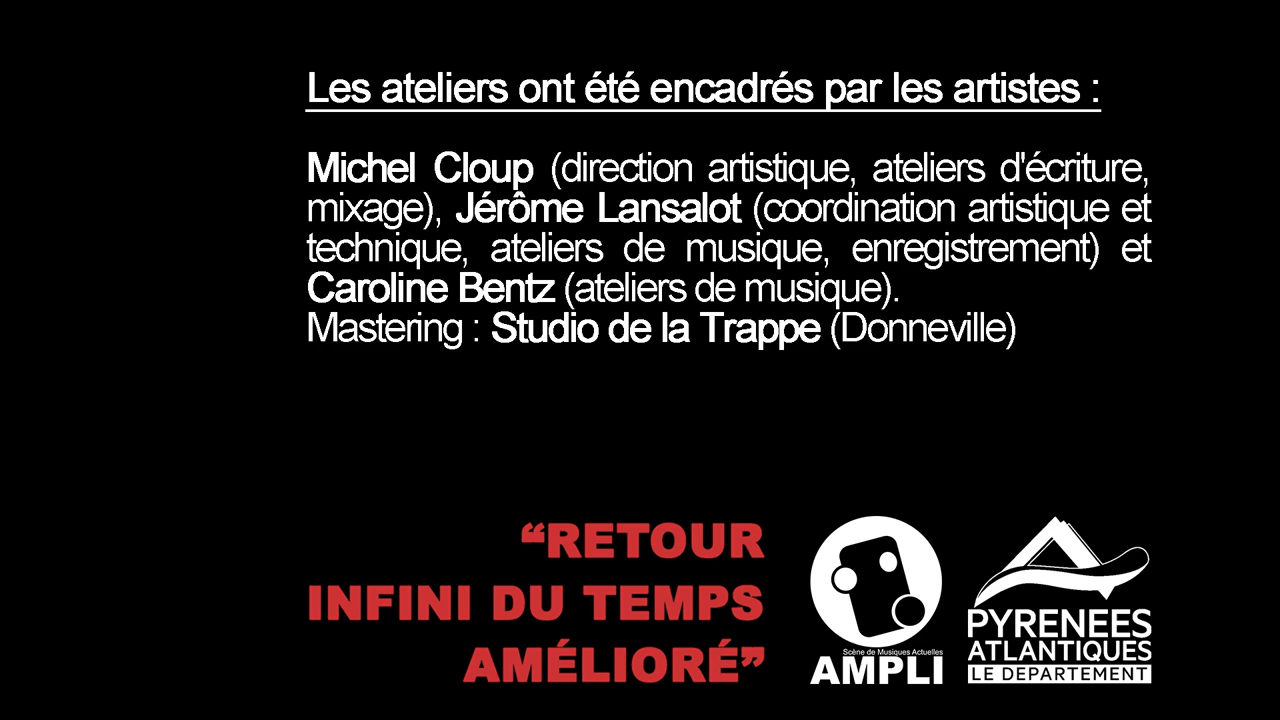 Les ateliers ont été encadrés par les artistes :
Michel Cloup (direction artistique, ateliers d'écriture,
mixage), Jérôme Lansalot (coordination artistique et
technique, ateliers de musique, enregistrement) et
Caroline Bentz (ateliers de musique).
Mastering : Studio de la Trappe (Donneville)
“RETOUR
INFINI DU TEMPS
AMÉLIORÉ”
Scène de Musiques Actuelles
AMPLI
PYRENEES
ATLANTIQUES
LE DEPARTEMENT